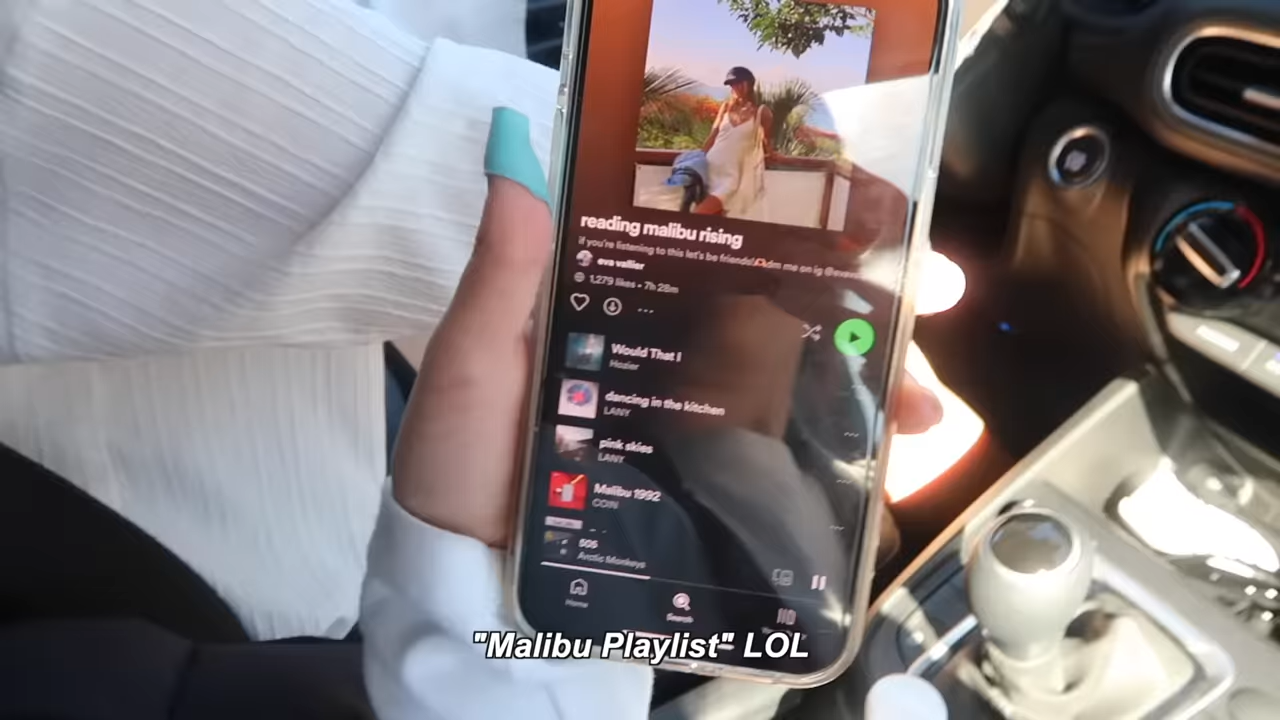 reading malibu rising
if you're listening to this let's be friends! dm me on ig
eva vallier
1,279 likes • 7h 28m
Would That I
Hozier
dancing in the kitchen
LANY
pink skies
LANY
Malibu 1992
COIN
505
Arctic Monkeys
Home
Search
"Malibu Playlist" LOL